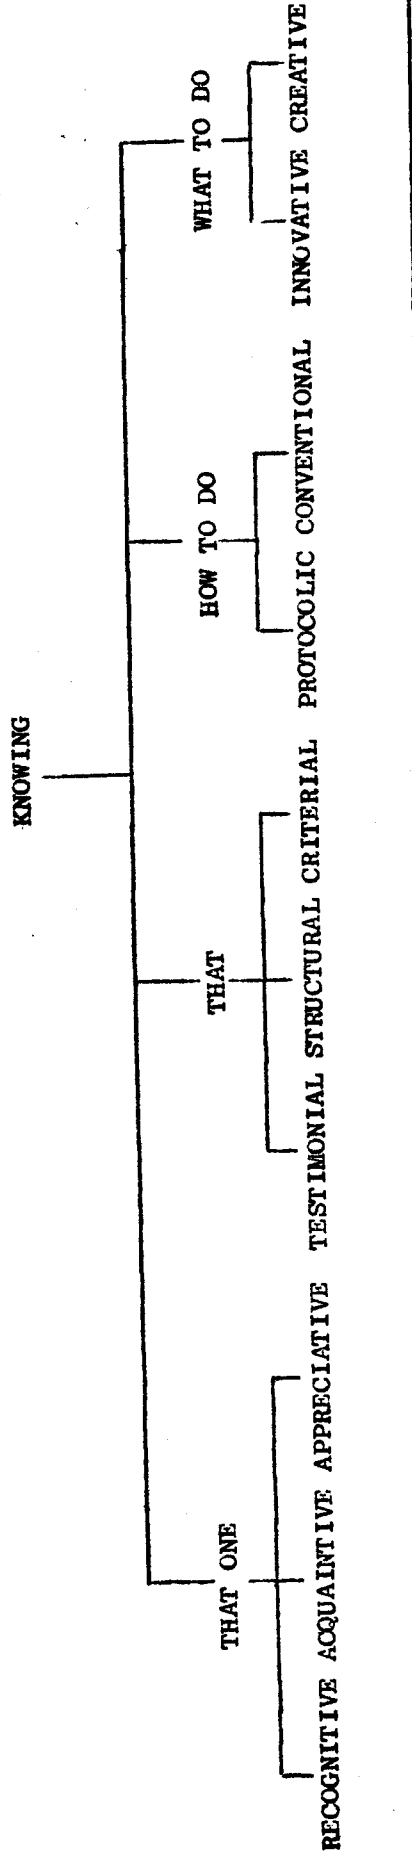 KNOWING
THAT ONE THAT HOW TO DO WHAT TO DO
RECOGNITIVE ACQUAINTIVE APPRECIATIVE TESTIMONIAL STRUCTURAL CRITERIAL PROTOCOLIC CONVENTIONAL INNOVATIVE CREATIVE